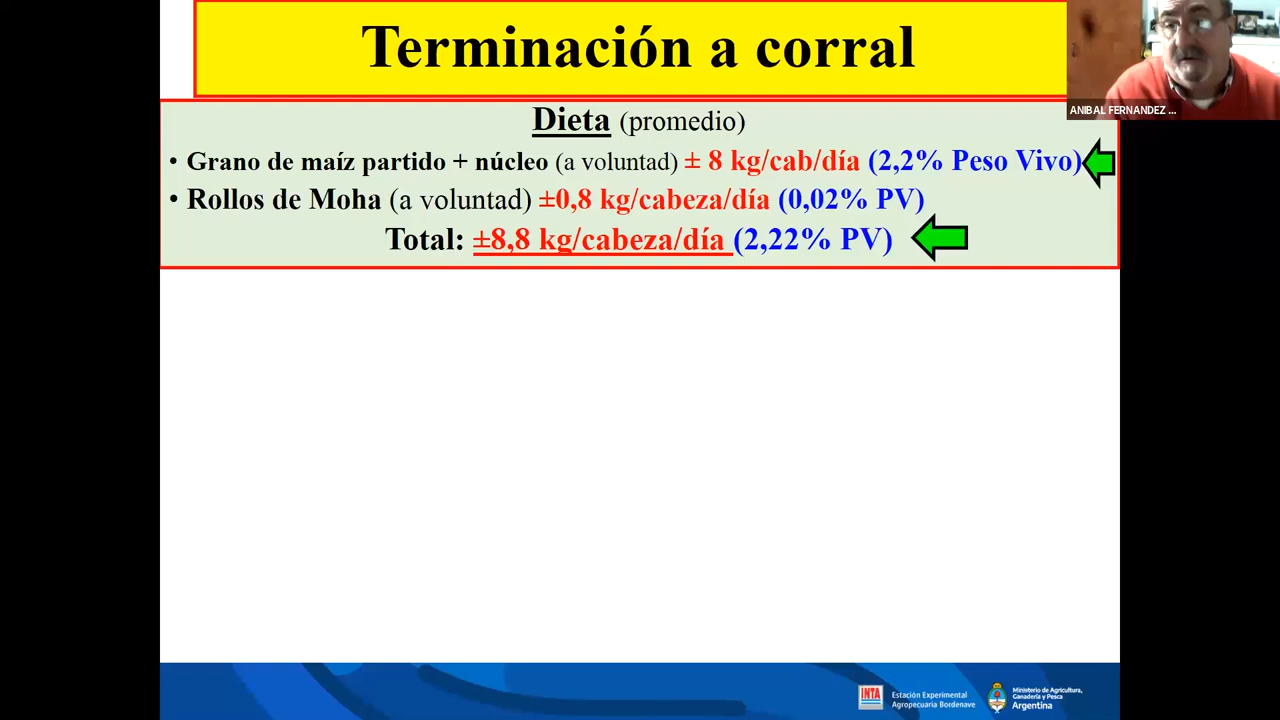 Terminación a corral
ANIBAL FERNANDEZ ...
Dieta (promedio)
• Grano de maíz partido + núcleo (a voluntad) ± 8 kg/cab/día (2,2% Peso Vivo)
• Rollos de Moha (a voluntad) ±0,8 kg/cabeza/día (0,02% PV)
Total: ±8,8 kg/cabeza/día (2,22% PV)
INTA
Estación Experimental
Agropecuaria Bordenave
Ministerio de Agricultura,
Ganadería y Pesca
Argentina